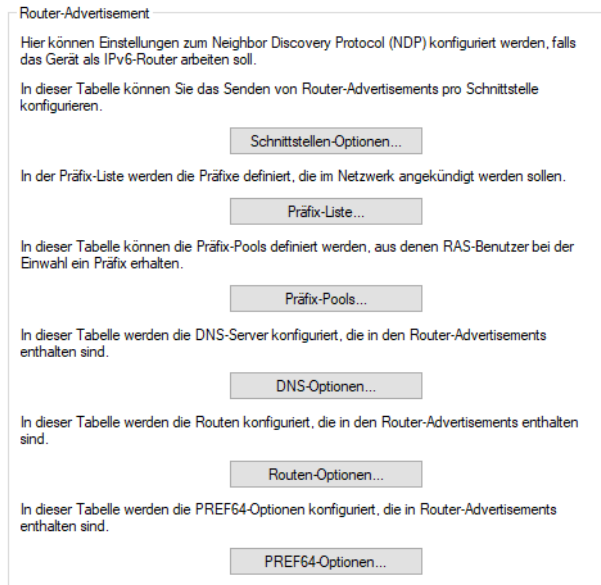 Router-Advertisement
Hier können Einstellungen zum Neighbor Discovery Protocol (NDP) konfiguriert werden, falls
das Gerät als IPv6-Router arbeiten soll.
In dieser Tabelle können Sie das Senden von Router-Advertisements pro Schnittstelle
konfigurieren.
Schnittstellen-Optionen...
In der Präfix-Liste werden die Präfixe definiert, die im Netzwerk angekündigt werden sollen.
Präfix-Liste...
In dieser Tabelle können die Präfix-Pools definiert werden, aus denen RAS-Benutzer bei der
Einwahl ein Präfix erhalten.
Präfix-Pools...
In dieser Tabelle werden die DNS-Server konfiguriert, die in den Router-Advertisements
enthalten sind.
DNS-Optionen...
In dieser Tabelle werden die Routen konfiguriert, die in den Router-Advertisements enthalten
sind.
Routen-Optionen...
In dieser Tabelle werden die PREF64-Optionen konfiguriert, die in Router-Advertisements
enthalten sind.
PREF64-Optionen...